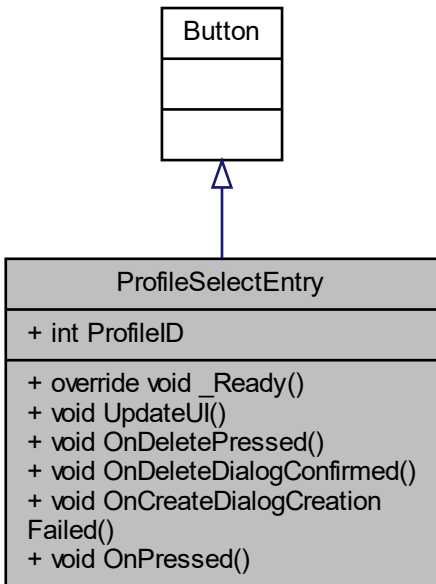 Button
ProfileSelectEntry
+ int ProfileID
+ override void _Ready()
+ void UpdateUI()
+ void OnDeletePressed()
+ void OnDeleteDialogConfirmed()
+ void OnCreateDialogCreation
Failed()
+ void OnPressed()